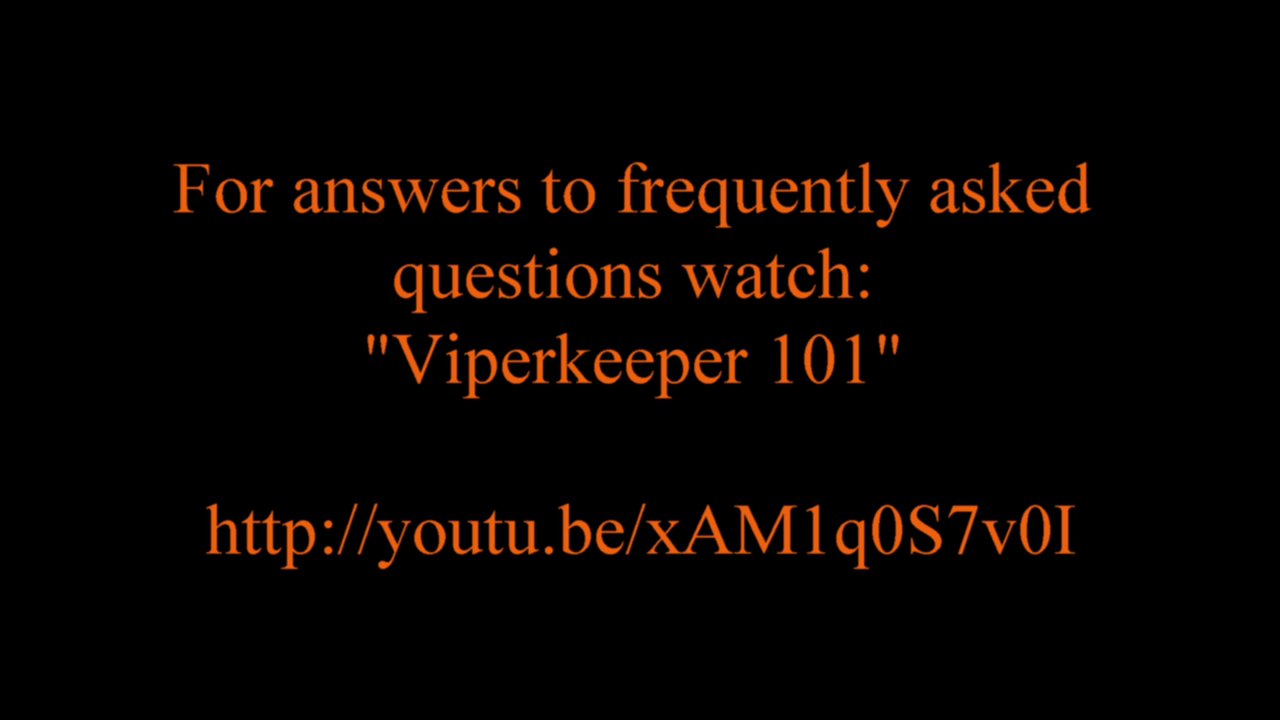 For answers to frequently asked
questions watch:
"Viperkeeper 101"
http://youtu.be/xAM1q0S7v0I